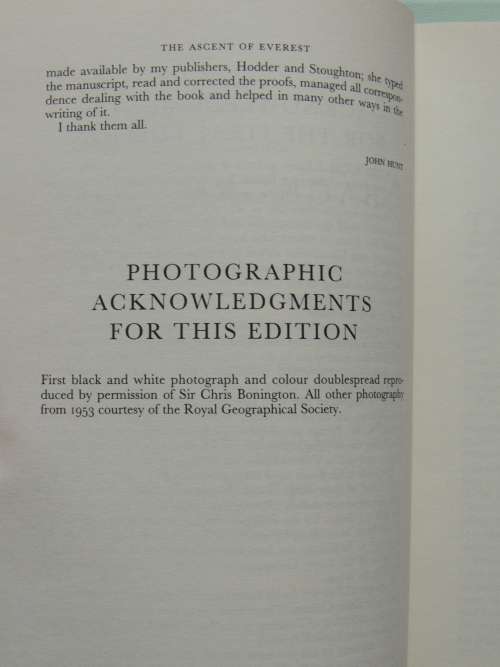 THE ASCENT OF EVEREST
made available by my publishers, Hodder and Stoughton; she typed
the manuscript, read and corrected the proofs, managed all correspon-
dence dealing with the book and helped in many other ways in the
writing of it.
I thank them all.
JOHN HUNT
PHOTOGRAPHIC
ACKNOWLEDGMENTS
FOR THIS EDITION
First black and white photograph and colour doublespread repro-
duced by permission of Sir Chris Bonington. All other photography
from 1953 courtesy of the Royal Geographical Society.